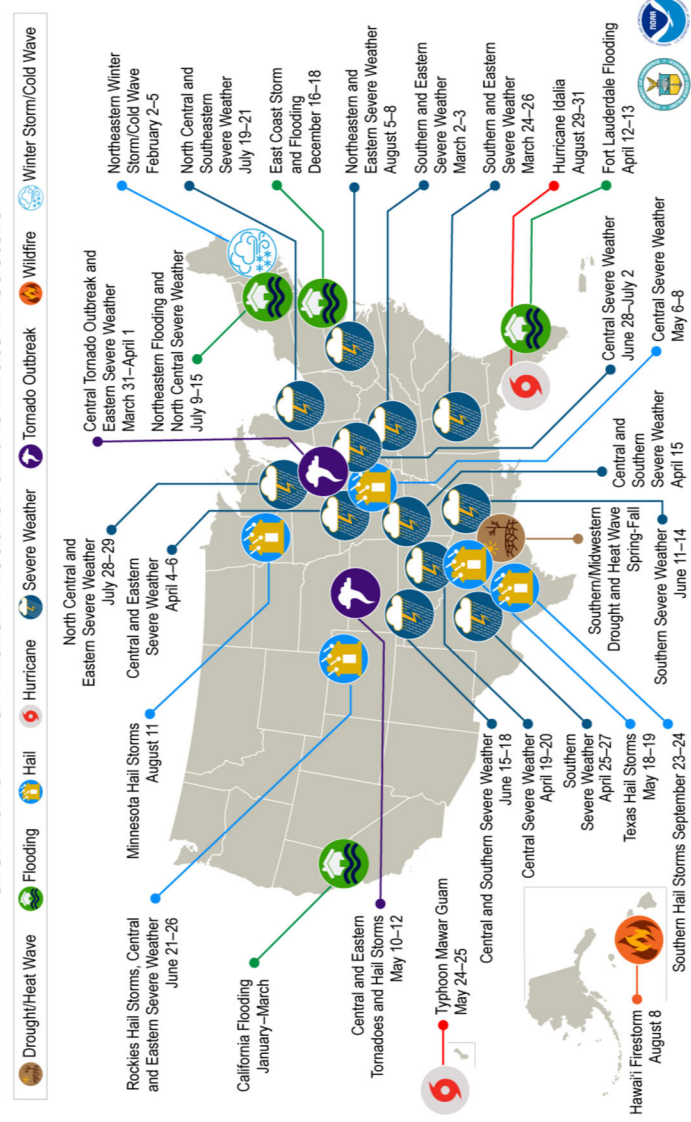 Drought/Heat Wave
Flooding
Hail
Hurricane
Severe Weather
Tornado Outbreak
Wildfire
Winter Storm/Cold Wave
Rockies Hail Storms, Central
and Eastern Severe Weather
June 21–26
Minnesota Hail Storms
August 11
North Central and
Eastern Severe Weather
July 28–29
Central and Eastern
Severe Weather
April 4–6
Central Tornado Outbreak and
Eastern Severe Weather
March 31–April 1
Northeastern Flooding and
North Central Severe Weather
July 9–15
Northeastern Winter
Storm/Cold Wave
February 2–5
North Central and
Southeastern
Severe Weather
July 19–21
East Coast Storm
and Flooding
December 16–18
Northeastern and
Eastern Severe Weather
August 5–8
Southern and Eastern
Severe Weather
March 2–3
Southern and Eastern
Severe Weather
March 24–26
Hurricane Idalia
August 29–31
Fort Lauderdale Flooding
April 12–13
California Flooding
January–March
Central and Eastern
Tornadoes and Hail Storms
May 10–12
Typhoon Mawar Guam
May 24–25
Central and Southern Severe Weather
June 15–18
Central Severe Weather
April 19–20
Southern
Severe Weather
April 25–27
Texas Hail Storms
May 18–19
Southern Hail Storms September 23–24
Hawai'i Firestorm
August 8
Southern/Midwestern
Drought and Heat Wave
Spring-Fall
Southern Severe Weather
June 11–14
Central and
Southern
Severe Weather
April 15
Central Severe Weather
June 28–July 2
Central Severe Weather
May 6–8
NOAA